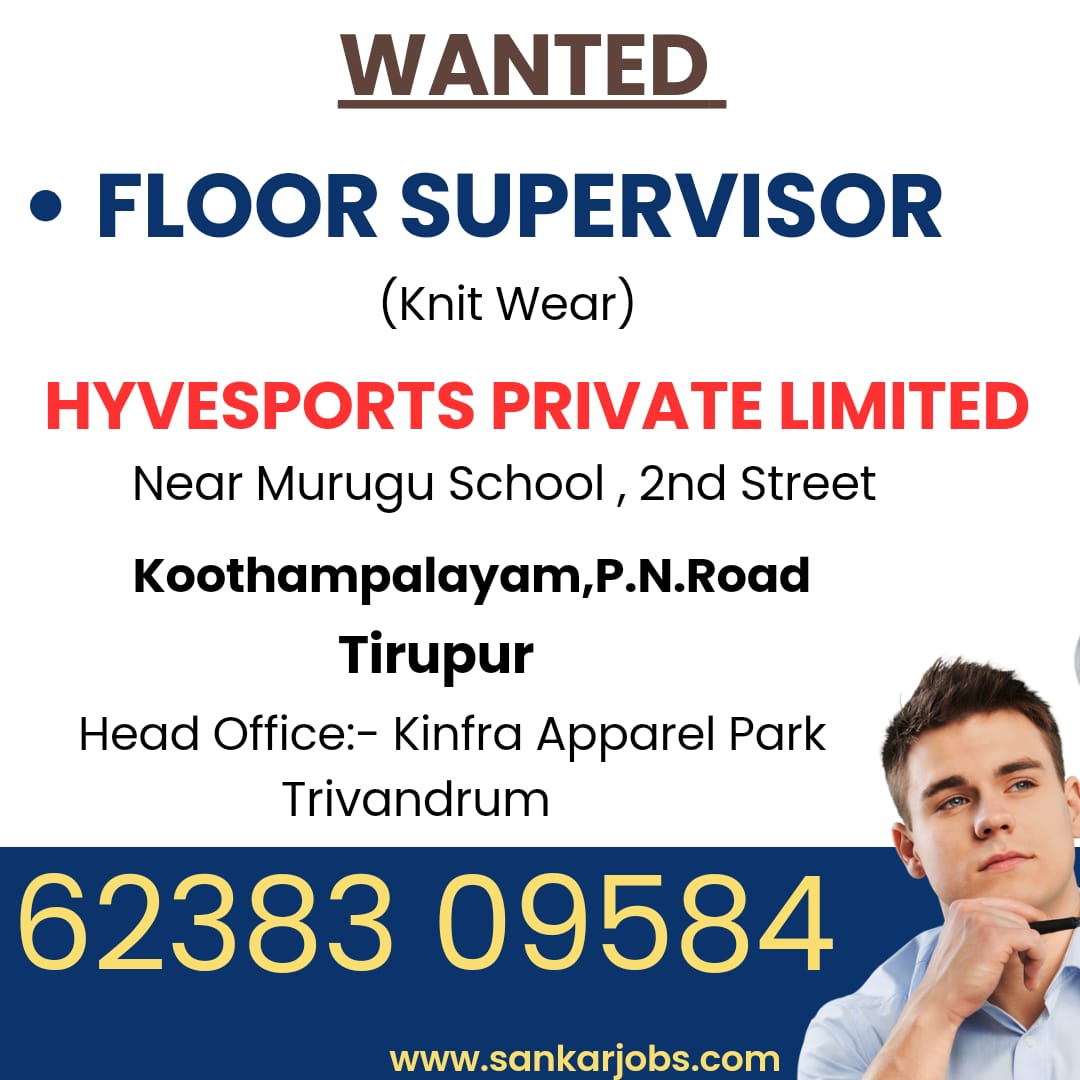 WANTED
• FLOOR SUPERVISOR
(Knit Wear)
HYVESPORTS PRIVATE LIMITED
Near Murugu School , 2nd Street
Koothampalayam,P.N.Road
Tirupur
Head Office:- Kinfra Apparel Park
Trivandrum
62383 09584
www.sankarjobs.com